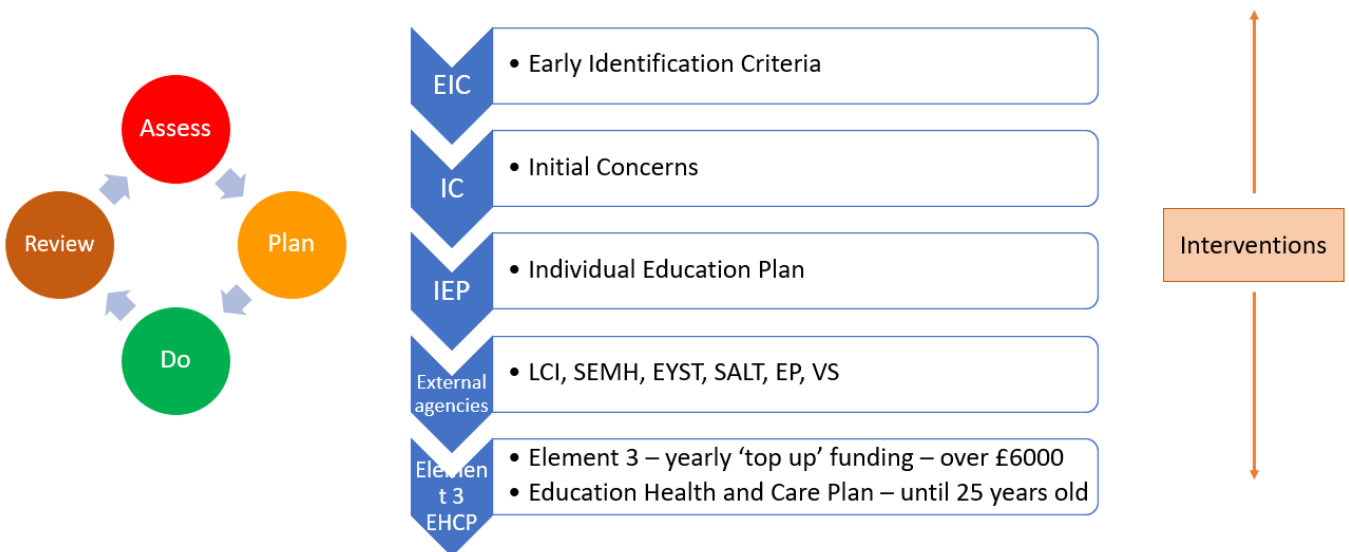 Assess
Plan
Do
Review
EIC
• Early Identification Criteria
IC
• Initial Concerns
IEP
• Individual Education Plan
External
agencies
• LCI, SEMH, EYST, SALT, EP, VS
Elemen
t 3
EHCP
• Element 3 – yearly ‘top up’ funding – over £6000
• Education Health and Care Plan – until 25 years old
Interventions